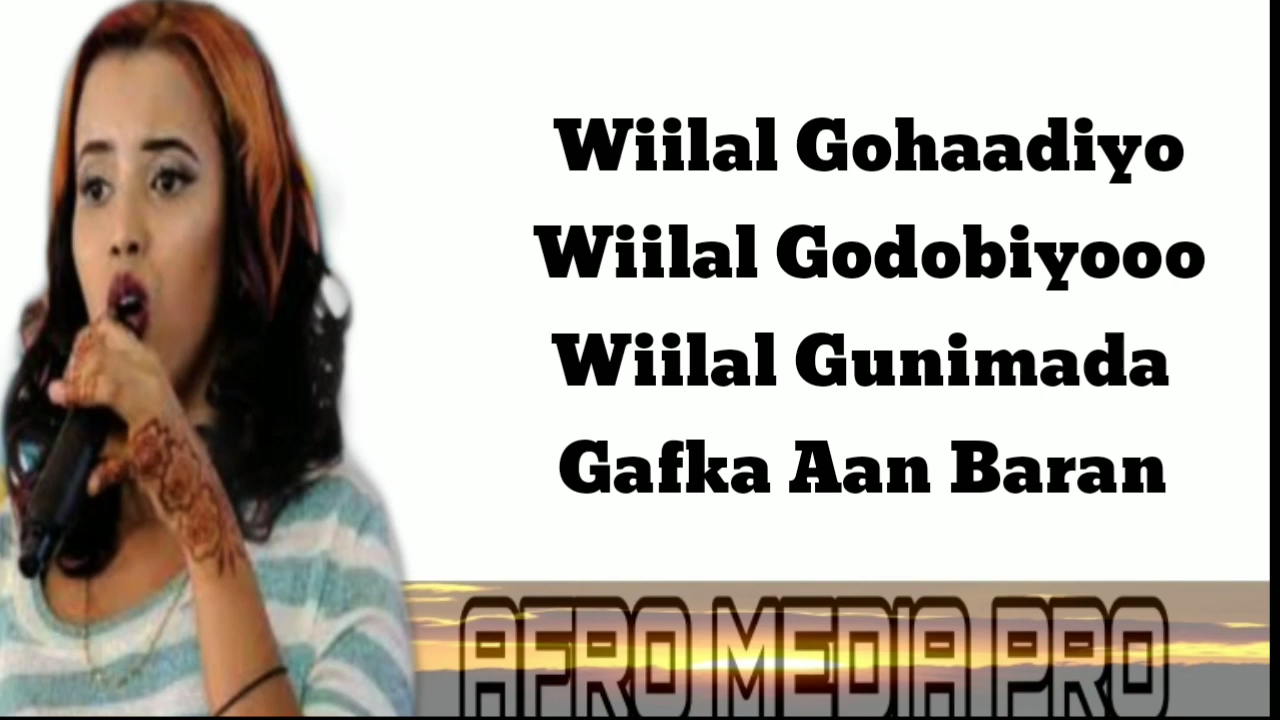 Wiilal Gohaadiyo
Wiilal Godobiyooo
Wiilal Gunimada
Gafka Aan Baran
AFRO MEDIA PRO